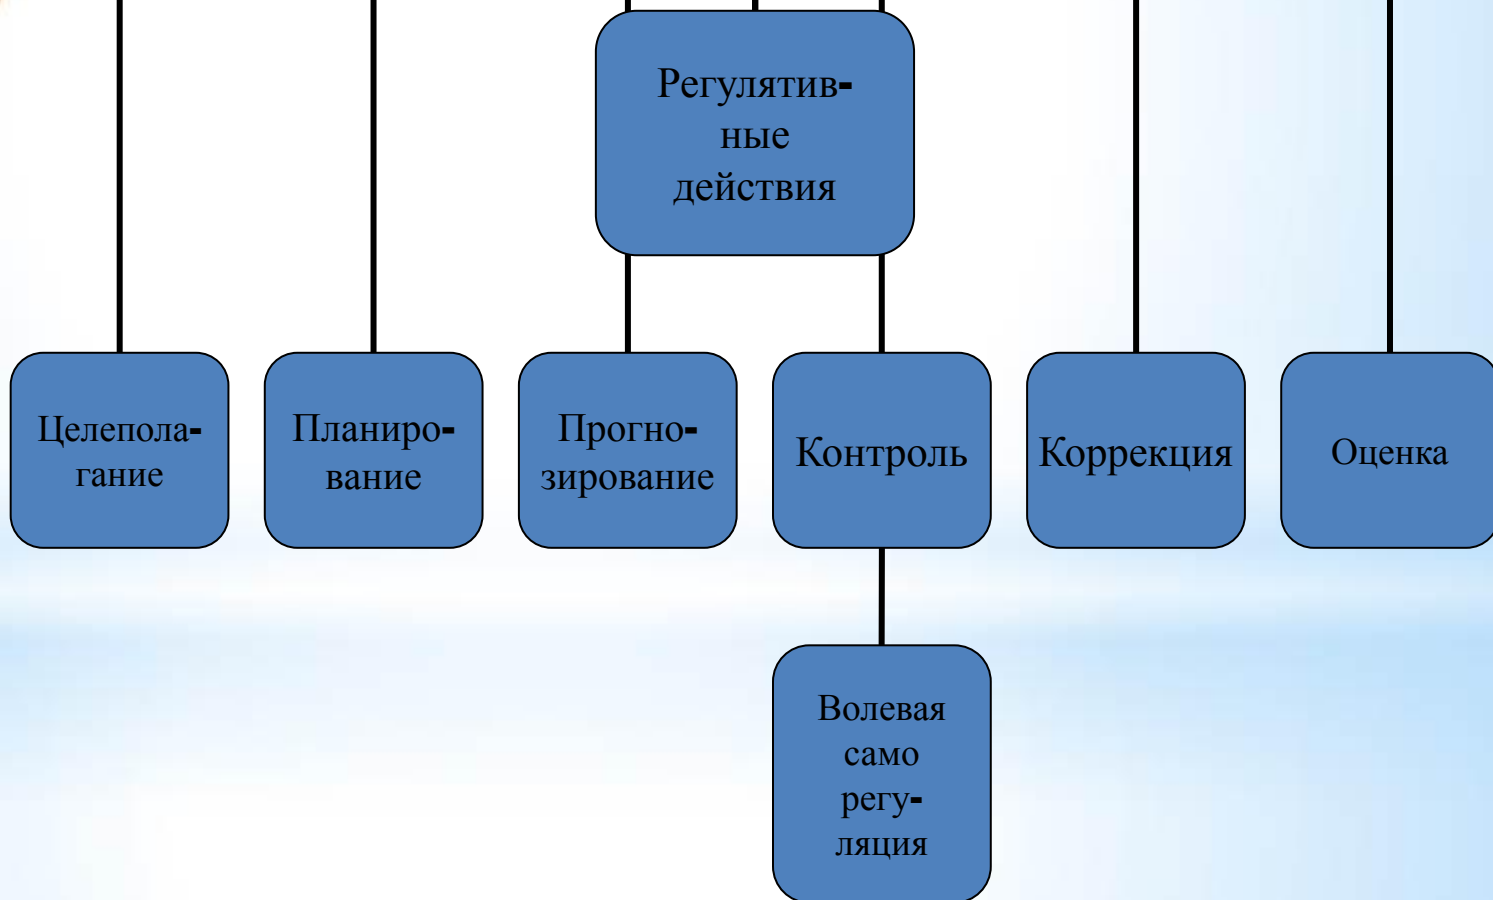 Регулятив-
ные
действия
Целепола-
гание
Планиро-
вание
Прогно-
зирование
Контроль
Коррекция
Оценка
Волевая
само
регу-
ляция